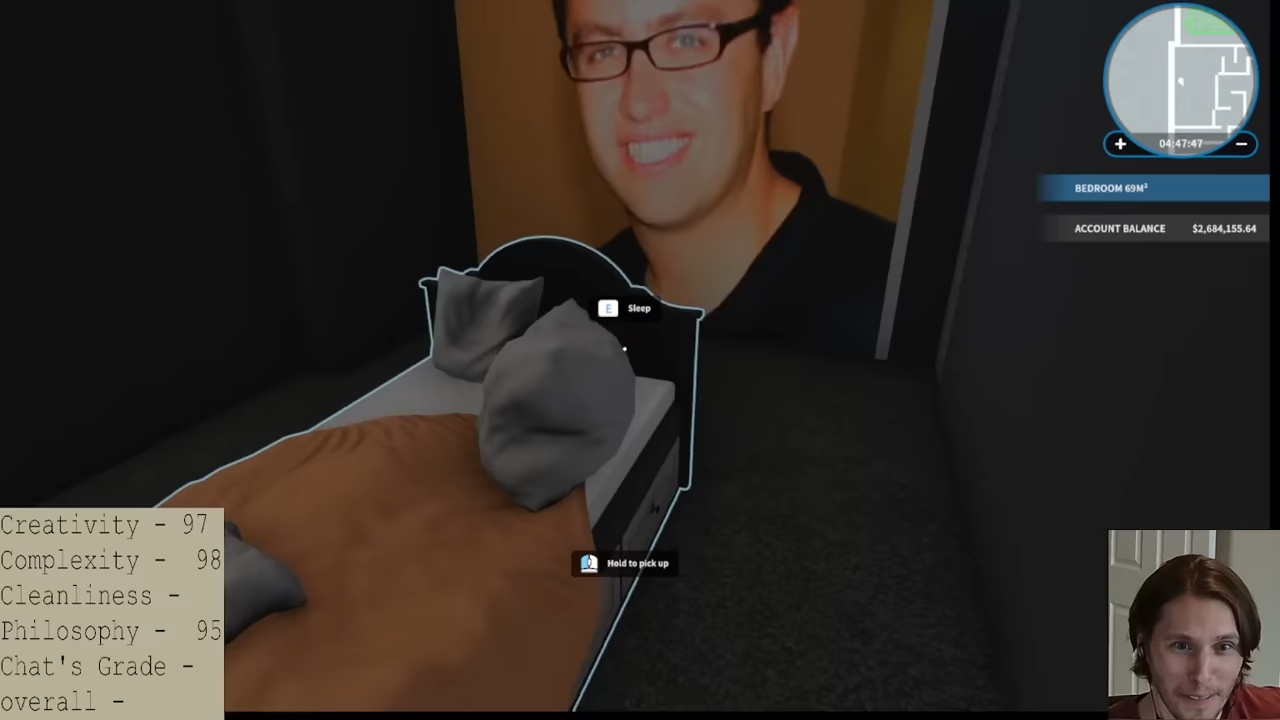 + 04:47:47 −
BEDROOM 69M²
ACCOUNT BALANCE $2,684,155.64
E Sleep
Hold to pick up
Creativity - 97
Complexity - 98
Cleanliness -
Philosophy - 95
Chat's Grade -
overall -